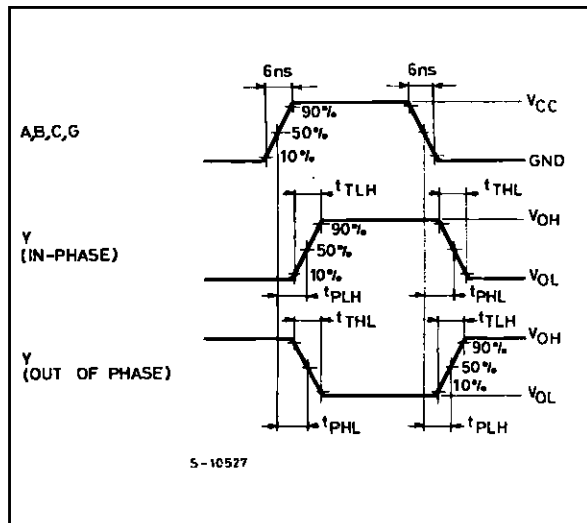 6ns 6ns
VCC
90%
A,B,C,G 50%
10%
GND
tTLH tTHL
VOH
Y 90%
(IN-PHASE) 50%
10%
VOL
tPLH tPHL
tTHL tTLH
VOH
90%
Y 50%
(OUT OF PHASE) 10%
VOL
tPHL tPLH
S-10527